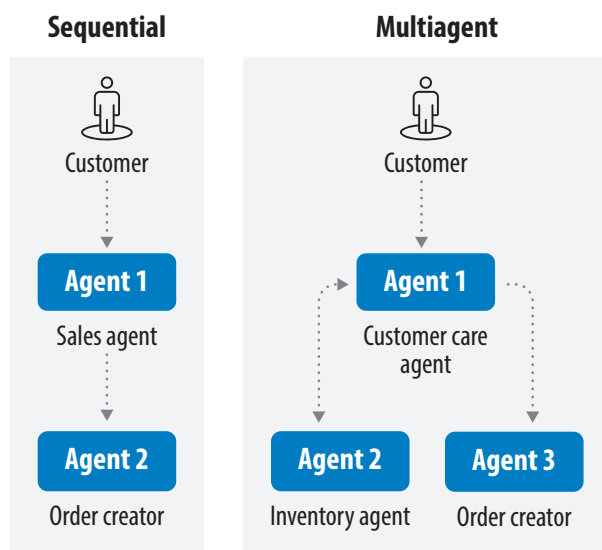 Sequential
Customer
Agent 1
Sales agent
Agent 2
Order creator
Multiagent
Customer
Agent 1
Customer care
agent
Agent 2
Inventory agent
Agent 3
Order creator